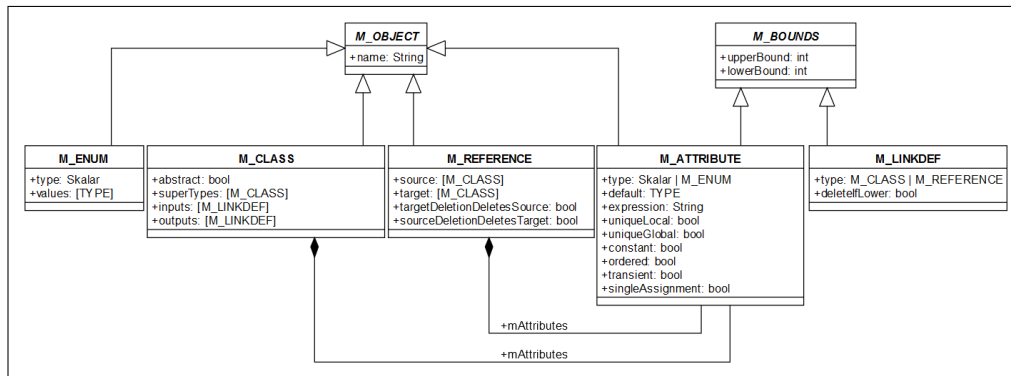 M_OBJECT
+name: String
M_BOUNDS
+upperBound: int
+lowerBound: int
M_ENUM
+type: Skalar
+values: [TYPE]
M_CLASS
+abstract: bool
+superTypes: [M_CLASS]
+inputs: [M_LINKDEF]
+outputs: [M_LINKDEF]
M_REFERENCE
+source: [M_CLASS]
+target: [M_CLASS]
+targetDeletionDeletesSource: bool
+sourceDeletionDeletesTarget: bool
M_ATTRIBUTE
+type: Skalar | M_ENUM
+default: TYPE
+expression: String
+uniqueLocal: bool
+uniqueGlobal: bool
+constant: bool
+ordered: bool
+transient: bool
+singleAssignment: bool
M_LINKDEF
+type: M_CLASS | M_REFERENCE
+deleteIfLower: bool
+mAttributes
+mAttributes